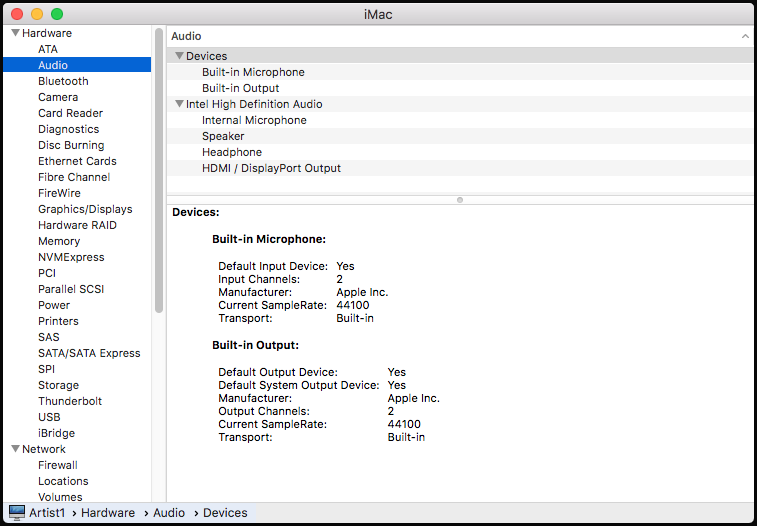 iMac
Hardware
ATA
Audio
Bluetooth
Camera
Card Reader
Diagnostics
Disc Burning
Ethernet Cards
Fibre Channel
FireWire
Graphics/Displays
Hardware RAID
Memory
NVMExpress
PCI
Parallel SCSI
Power
Printers
SAS
SATA/SATA Express
SPI
Storage
Thunderbolt
USB
iBridge
Network
Firewall
Locations
Volumes
Audio
Devices
Built-in Microphone
Built-in Output
Intel High Definition Audio
Internal Microphone
Speaker
Headphone
HDMI / DisplayPort Output
Devices:
Built-in Microphone:
Default Input Device: Yes
Input Channels: 2
Manufacturer: Apple Inc.
Current SampleRate: 44100
Transport: Built-in
Built-in Output:
Default Output Device: Yes
Default System Output Device: Yes
Manufacturer: Apple Inc.
Output Channels: 2
Current SampleRate: 44100
Transport: Built-in
Artist1 › Hardware › Audio › Devices